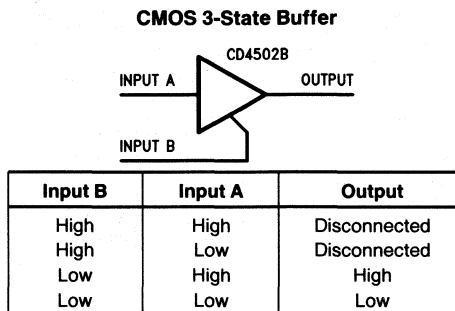 CMOS 3-State Buffer
CD4502B
INPUT A
OUTPUT
INPUT B
Input B Input A Output
High High Disconnected
High Low Disconnected
Low High High
Low Low Low